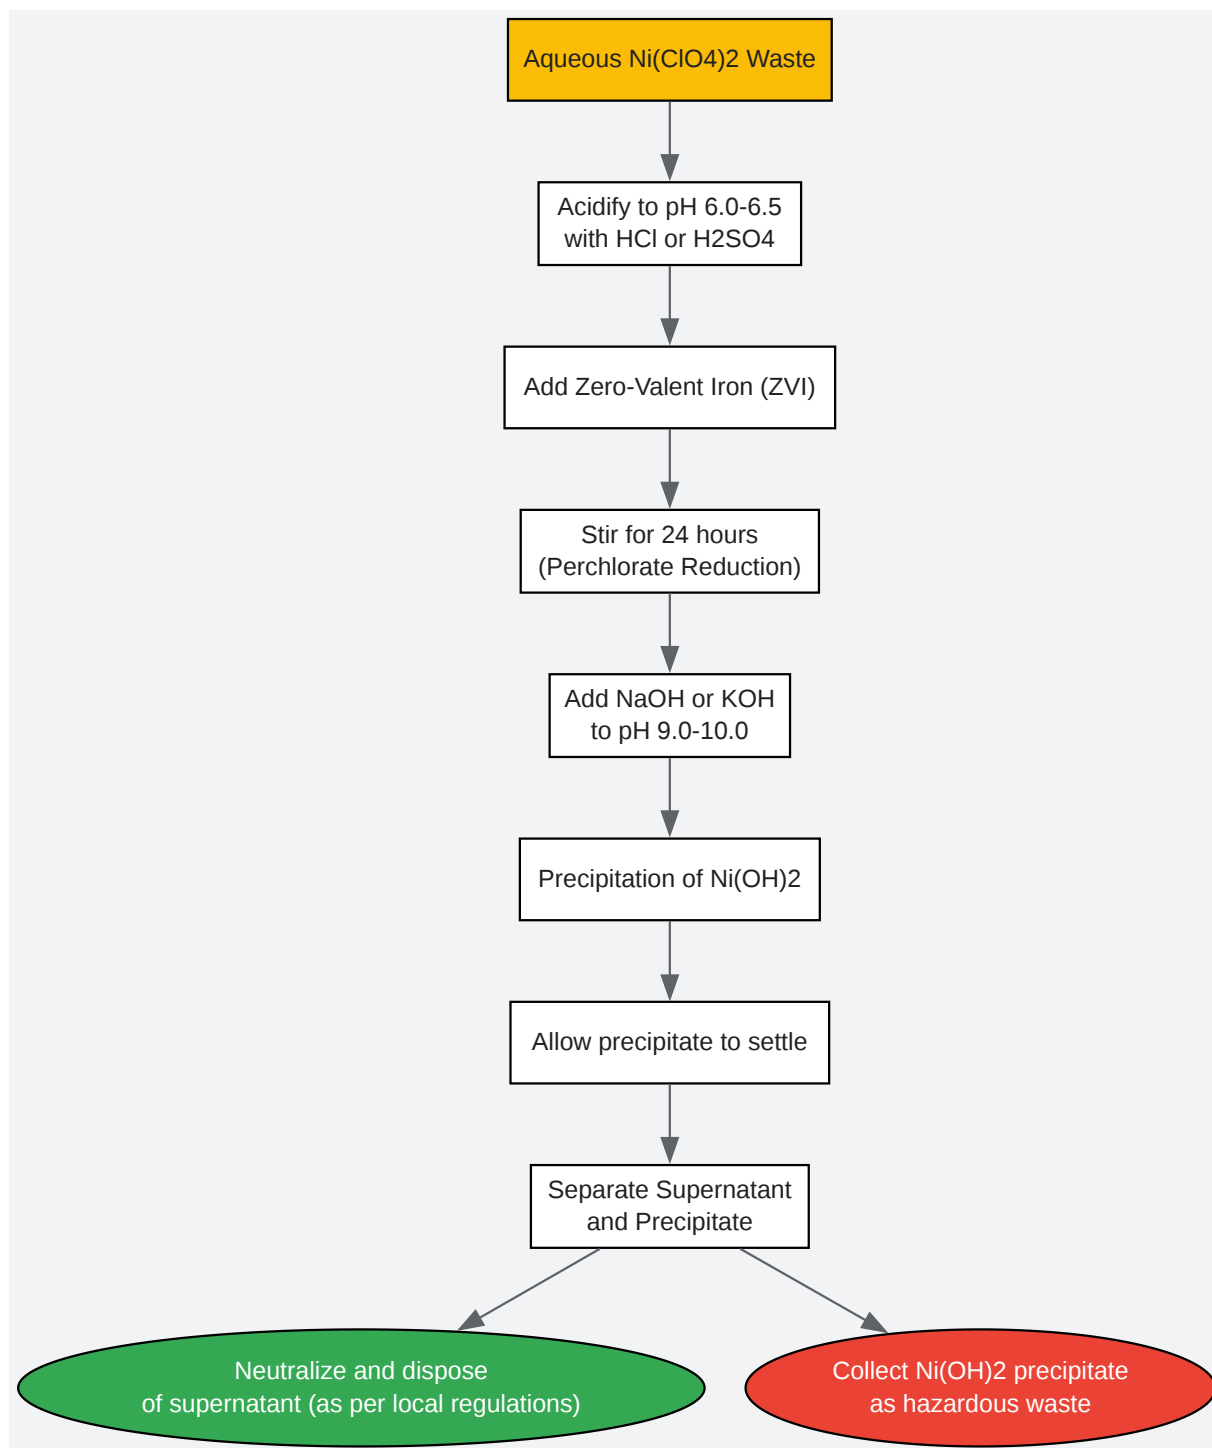 Aqueous Ni(ClO4)2 Waste
Acidify to pH 6.0-6.5
with HCl or H2SO4
Add Zero-Valent Iron (ZVI)
Stir for 24 hours
(Perchlorate Reduction)
Add NaOH or KOH
to pH 9.0-10.0
Precipitation of Ni(OH)2
Allow precipitate to settle
Separate Supernatant
and Precipitate
Neutralize and dispose
of supernatant (as per local regulations)
Collect Ni(OH)2 precipitate
as hazardous waste